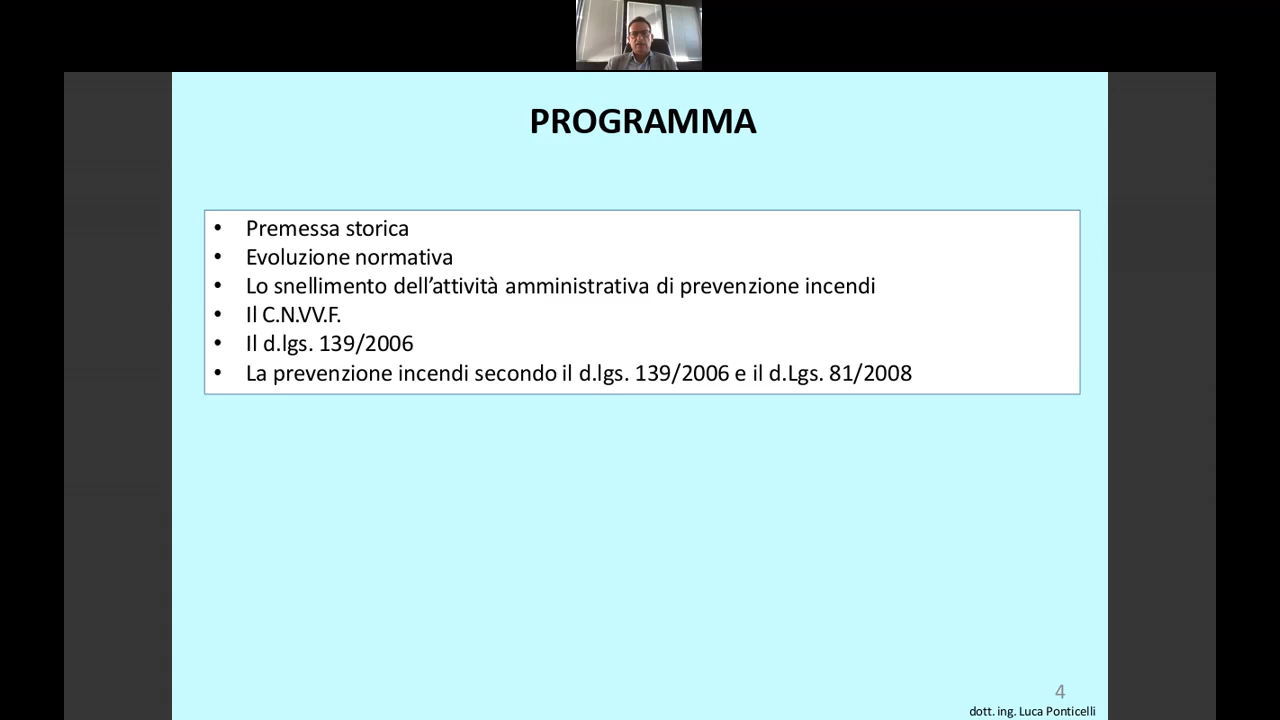 PROGRAMMA
• Premessa storica
• Evoluzione normativa
• Lo snellimento dell’attività amministrativa di prevenzione incendi
• Il C.N.VV.F.
• Il d.lgs. 139/2006
• La prevenzione incendi secondo il d.lgs. 139/2006 e il d.Lgs. 81/2008
4
dott. ing. Luca Ponticelli